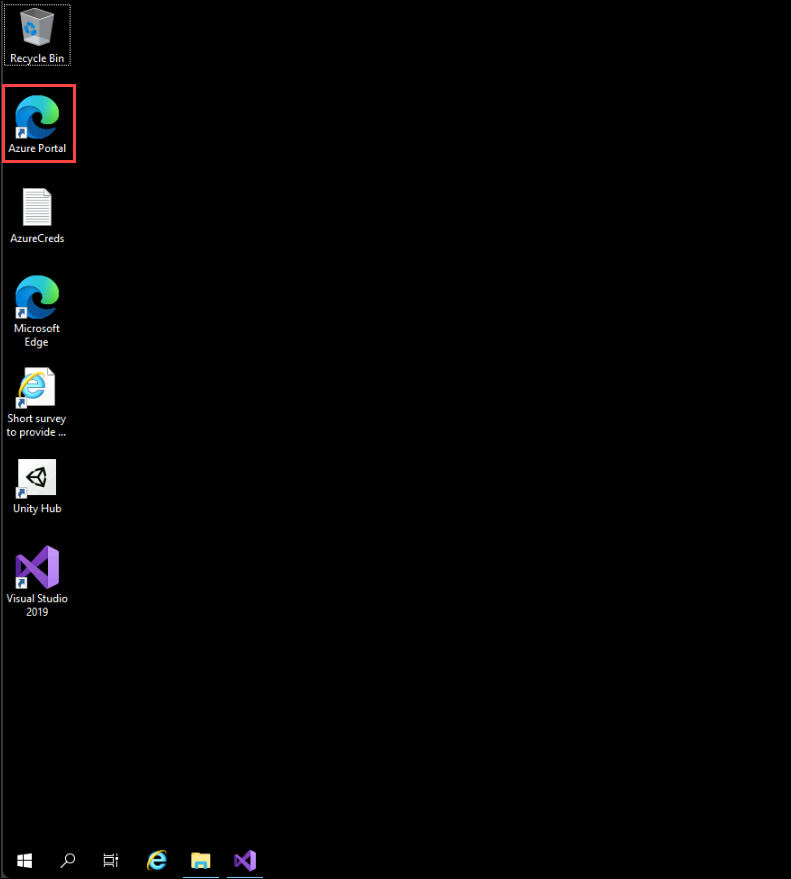 Recycle Bin
Azure Portal
AzureCreds
Microsoft
Edge
Short survey
to provide ...
Unity Hub
Visual Studio
2019